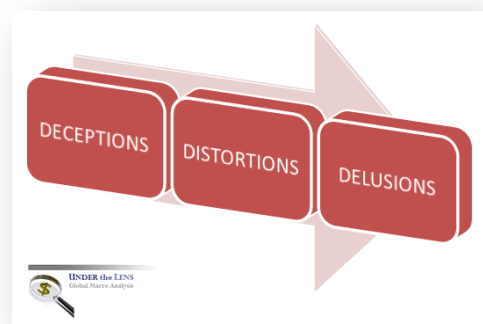 DECEPTIONS
DISTORTIONS
DELUSIONS
UNDER the LENS
Global Macro Analysis